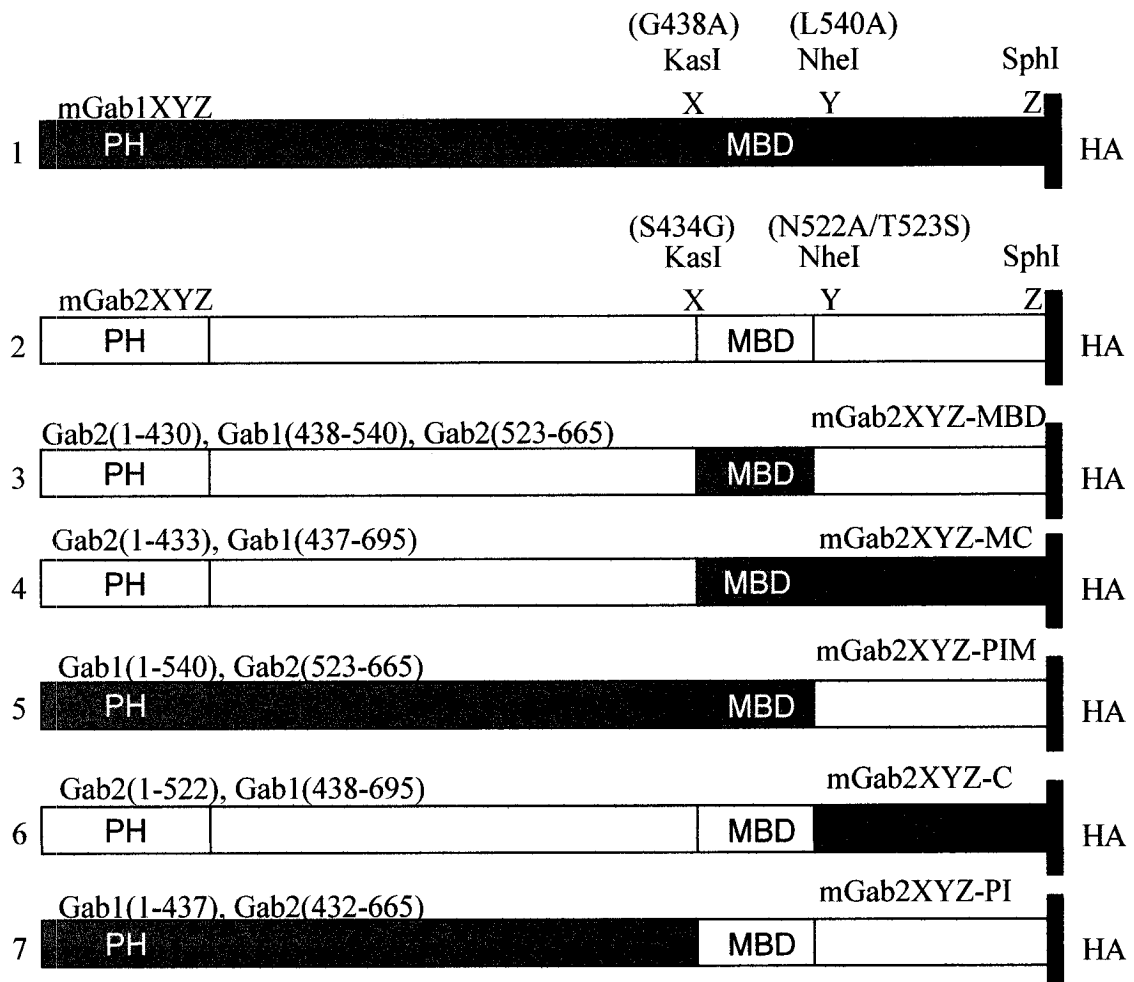 (G438A) (L540A)
KasI NheI SphI
mGab1XYZ X Y Z
1 PH MBD HA
(S434G) (N522A/T523S)
KasI NheI SphI
mGab2XYZ X Y Z
2 PH MBD HA
Gab2(1-430), Gab1(438-540), Gab2(523-665) mGab2XYZ-MBD
3 PH MBD HA
Gab2(1-433), Gab1(437-695) mGab2XYZ-MC
4 PH MBD HA
Gab1(1-540), Gab2(523-665) mGab2XYZ-PIM
5 PH MBD HA
Gab2(1-522), Gab1(438-695) mGab2XYZ-C
6 PH MBD HA
Gab1(1-437), Gab2(432-665) mGab2XYZ-PI
7 PH MBD HA